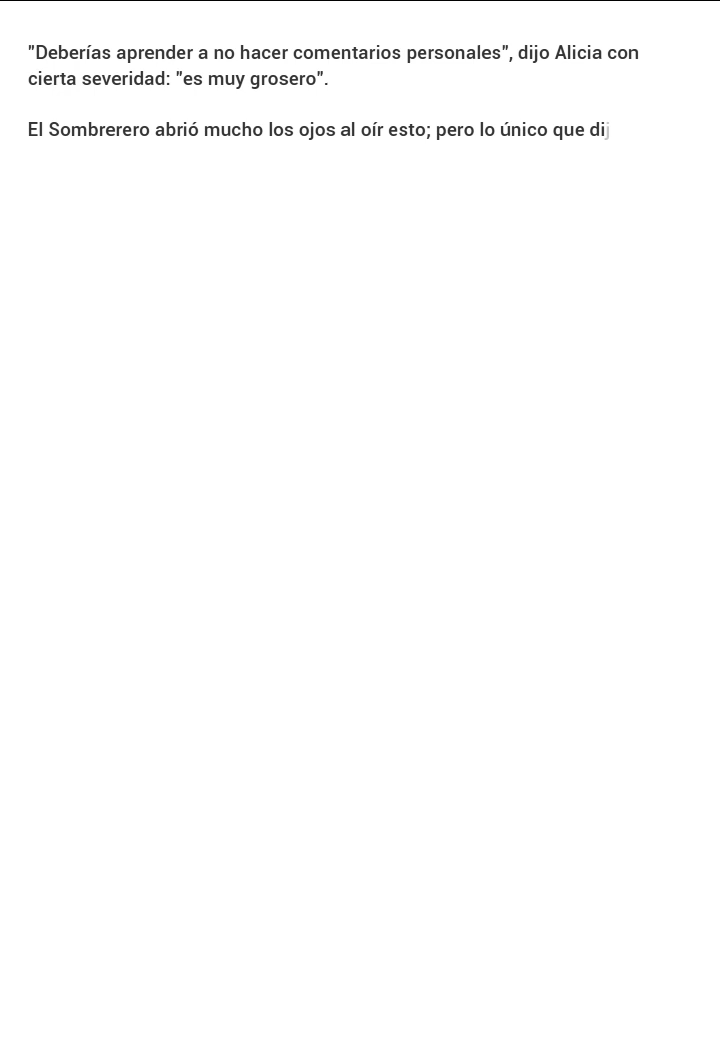 "Deberías aprender a no hacer comentarios personales", dijo Alicia con
cierta severidad: "es muy grosero".
El Sombrerero abrió mucho los ojos al oír esto; pero lo único que dij